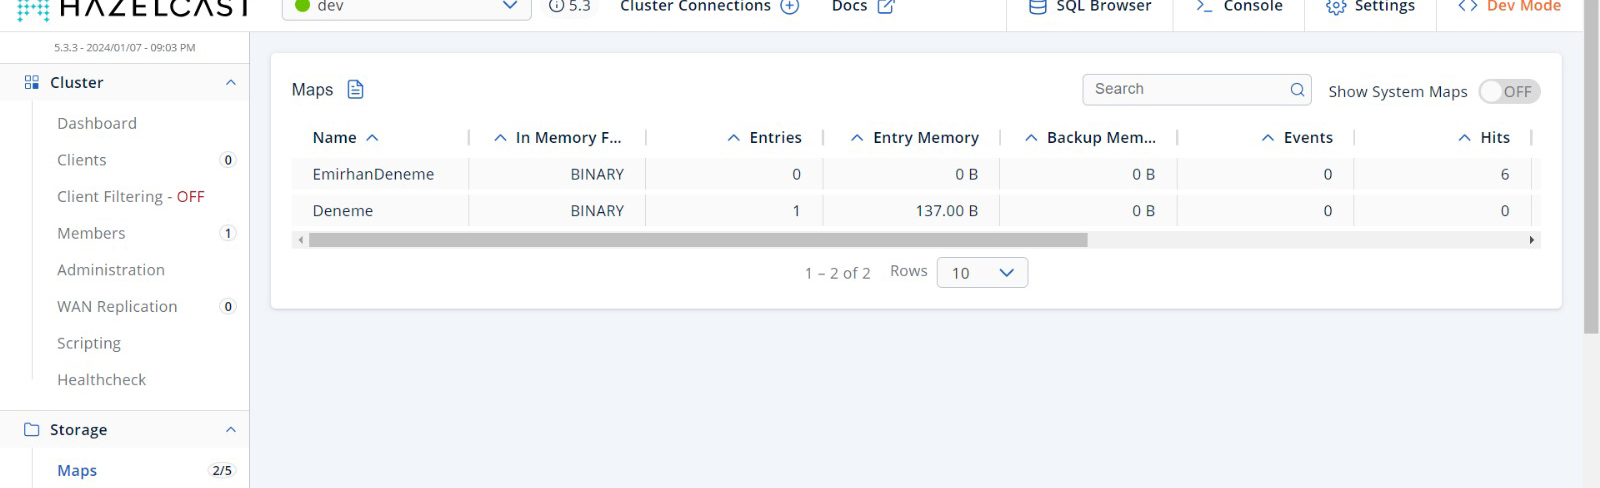 HAZELCAST
dev
5.3
Cluster Connections
Docs
SQL Browser
Console
Settings
Dev Mode
5.3.3 - 2024/01/07 - 09:03 PM
Cluster
Dashboard
Clients 0
Client Filtering - OFF
Members 1
Administration
WAN Replication 0
Scripting
Healthcheck
Storage
Maps 2/5
Maps
Search
Show System Maps OFF
Name In Memory F... Entries Entry Memory Backup Mem... Events Hits
EmirhanDeneme BINARY 0 0 B 0 B 0 6
Deneme BINARY 1 137.00 B 0 B 0 0
1 – 2 of 2 Rows 10